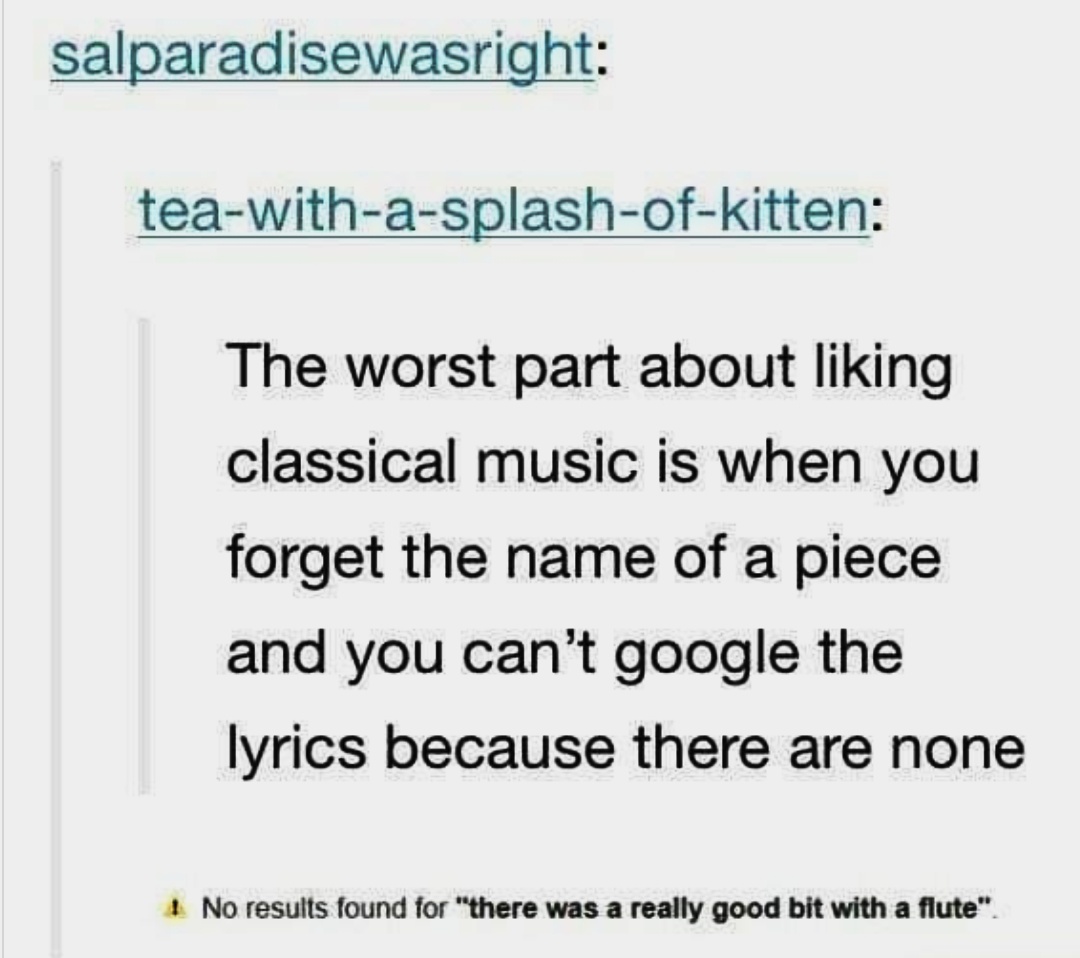 salparadisewasright:
tea-with-a-splash-of-kitten:
The worst part about liking
classical music is when you
forget the name of a piece
and you can’t google the
lyrics because there are none
No results found for "there was a really good bit with a flute".